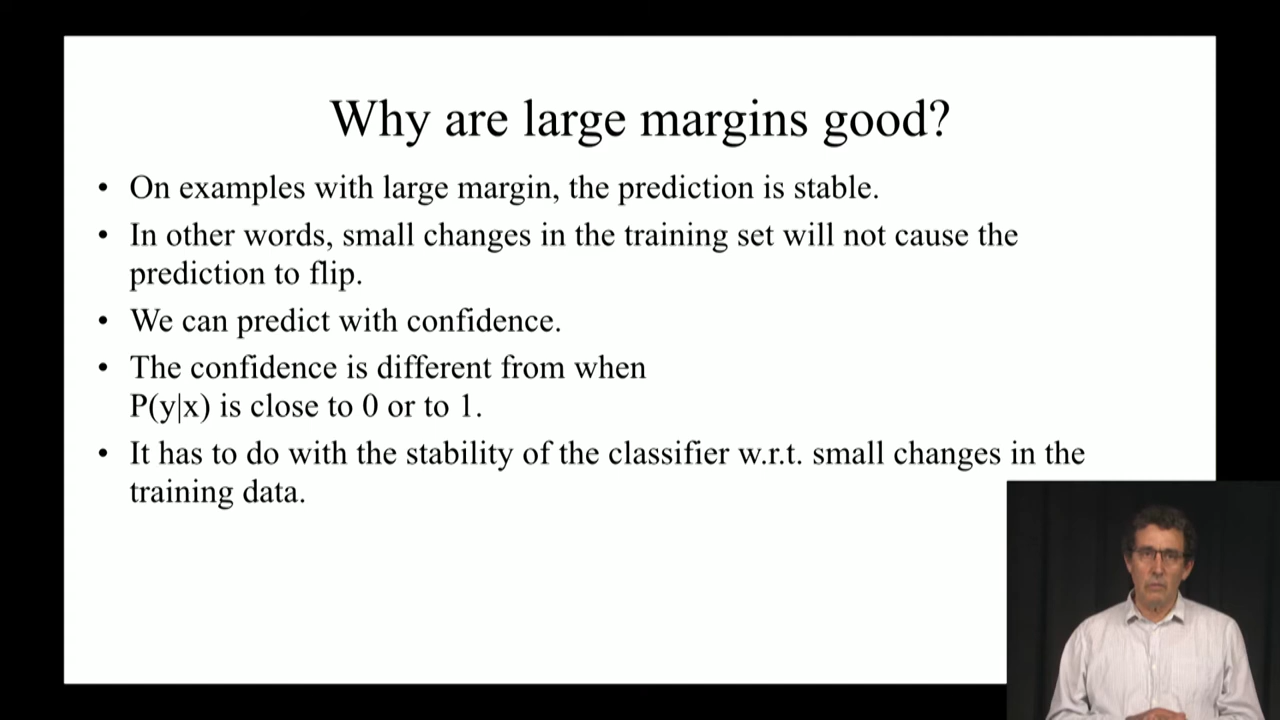 Why are large margins good?
• On examples with large margin, the prediction is stable.
• In other words, small changes in the training set will not cause the
prediction to flip.
• We can predict with confidence.
• The confidence is different from when
P(y|x) is close to 0 or to 1.
• It has to do with the stability of the classifier w.r.t. small changes in the
training data.